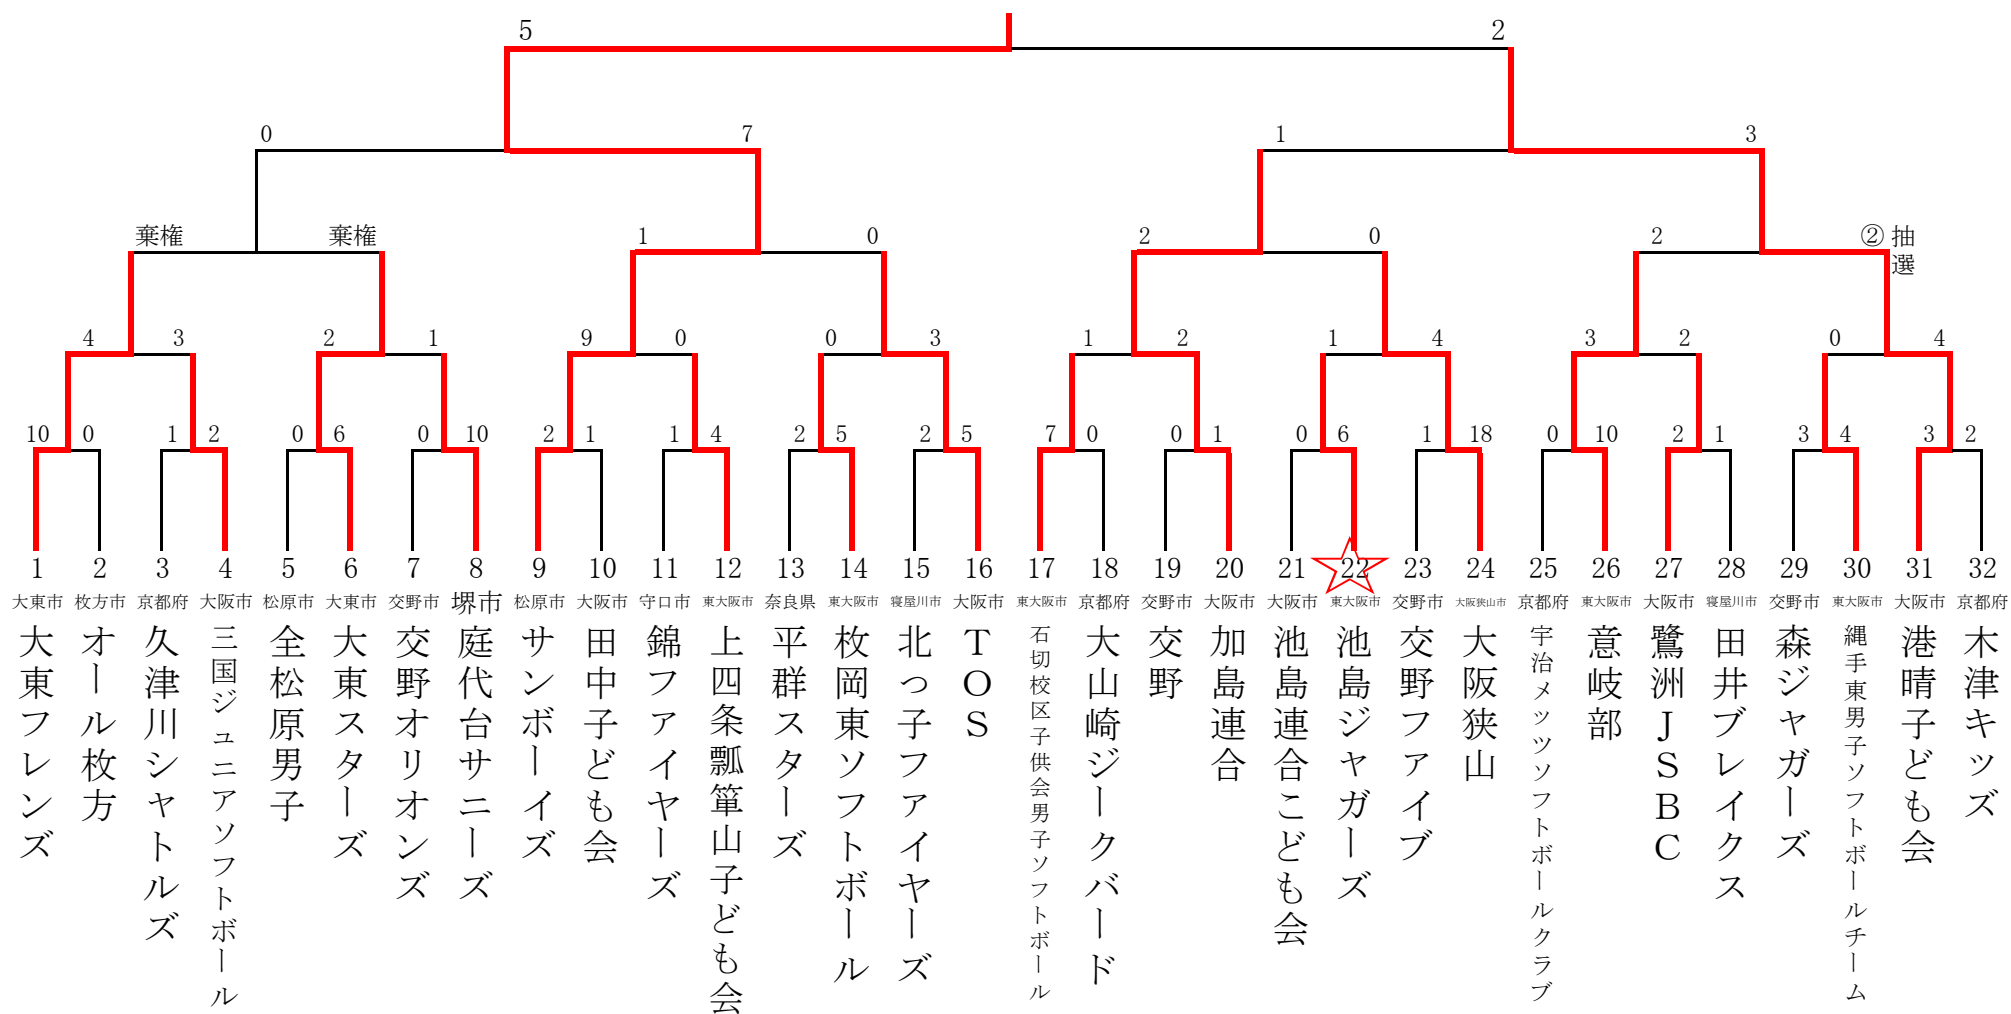 5 2
0 7 1 3
棄権 棄権 1 0 2 0 2 ② 抽選
4 3 2 1 9 0 0 3 1 2 1 4 3 2 0 4
10 0 1 2 0 6 0 10 2 1 1 4 2 5 2 5 7 0 0 1 0 6 1 18 0 10 2 1 3 4 3 2
1 2 3 4 5 6 7 8 9 10 11 12 13 14 15 16 17 18 19 20 21 22 23 24 25 26 27 28 29 30 31 32
大東市 枚方市 京都府 大阪市 松原市 大東市 交野市 堺市 松原市 大阪市 守口市 東大阪市 奈良県 東大阪市 寝屋川市 大阪市 東大阪市 京都府 交野市 大阪市 大阪市 東大阪市 交野市 大阪狭山市 京都府 東大阪市 大阪市 寝屋川市 交野市 東大阪市 大阪市 京都府
大東フレンズ
オール枚方
久津川シャトルズ
三国ジュニアソフトボール
全松原男子
大東スターズ
交野オリオンズ
庭代台サニーズ
サンボーイズ
田中子ども会
錦ファイヤーズ
上四条瓢箪山子ども会
平群スターズ
枚岡東ソフトボール
北っ子ファイヤーズ
ＴＯＳ
石切校区子供会男子ソフトボール
大山崎ジークバード
交野
加島連合
池島連合こども会
池島ジャガーズ
交野ファイブ
大阪狭山
宇治メッツソフトボールクラブ
意岐部
鷺洲ＪＳＢＣ
田井ブレイクス
森ジャガーズ
縄手東男子ソフトボールチーム
港晴子ども会
木津キッズ